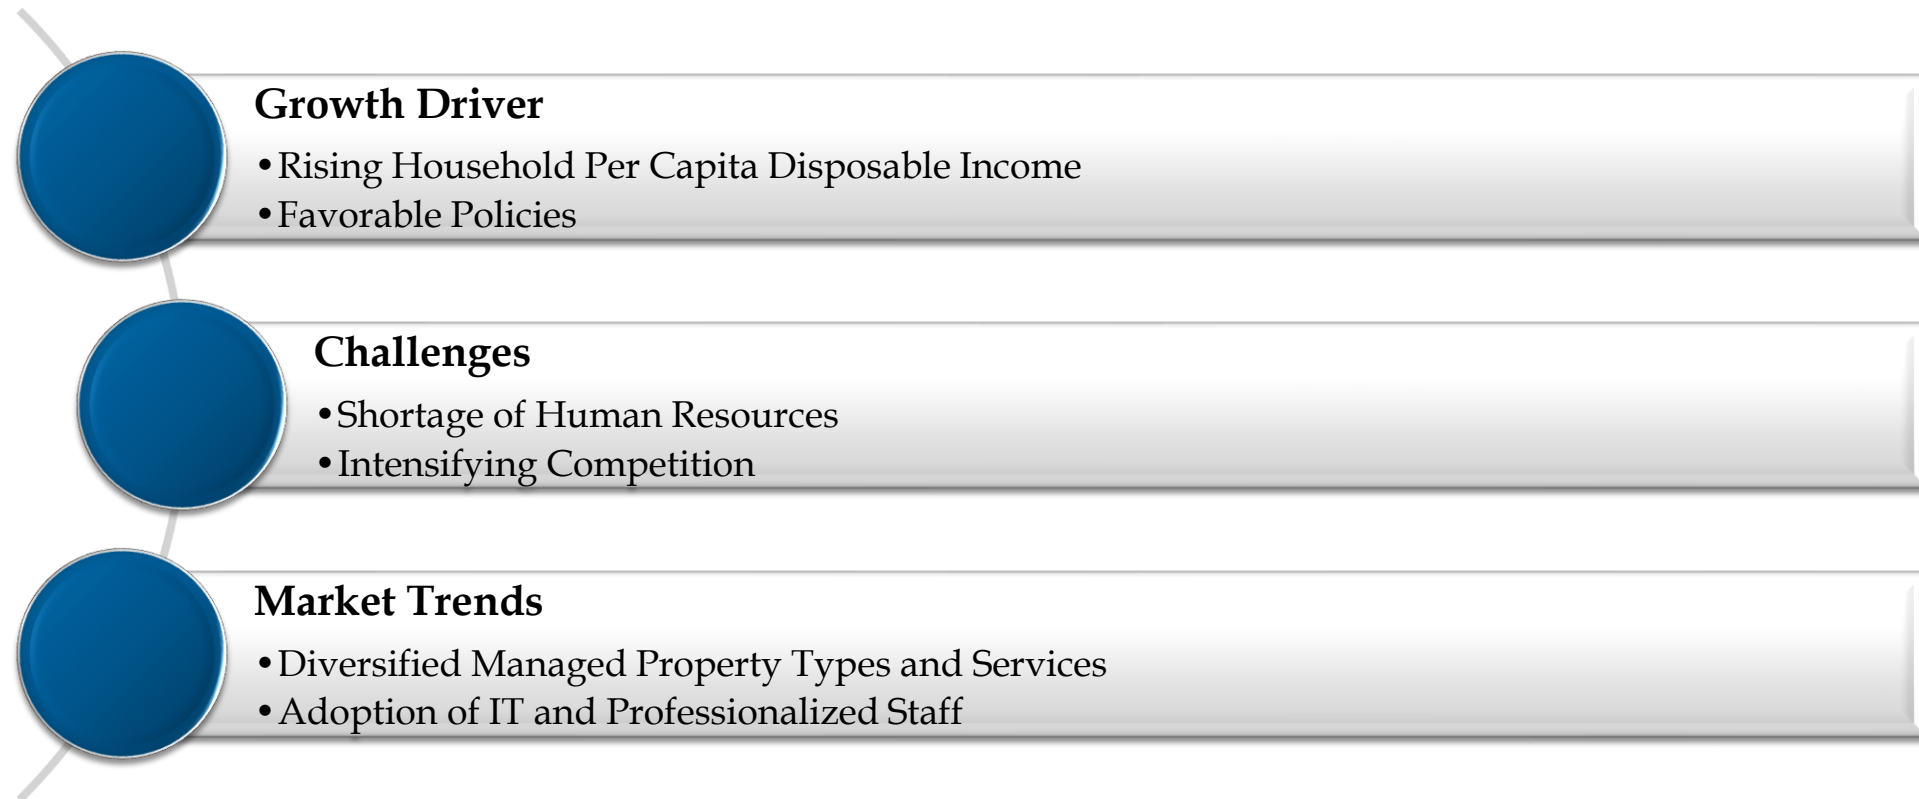 Growth Driver
•Rising Household Per Capita Disposable Income
•Favorable Policies
Challenges
•Shortage of Human Resources
•Intensifying Competition
Market Trends
•Diversified Managed Property Types and Services
•Adoption of IT and Professionalized Staff